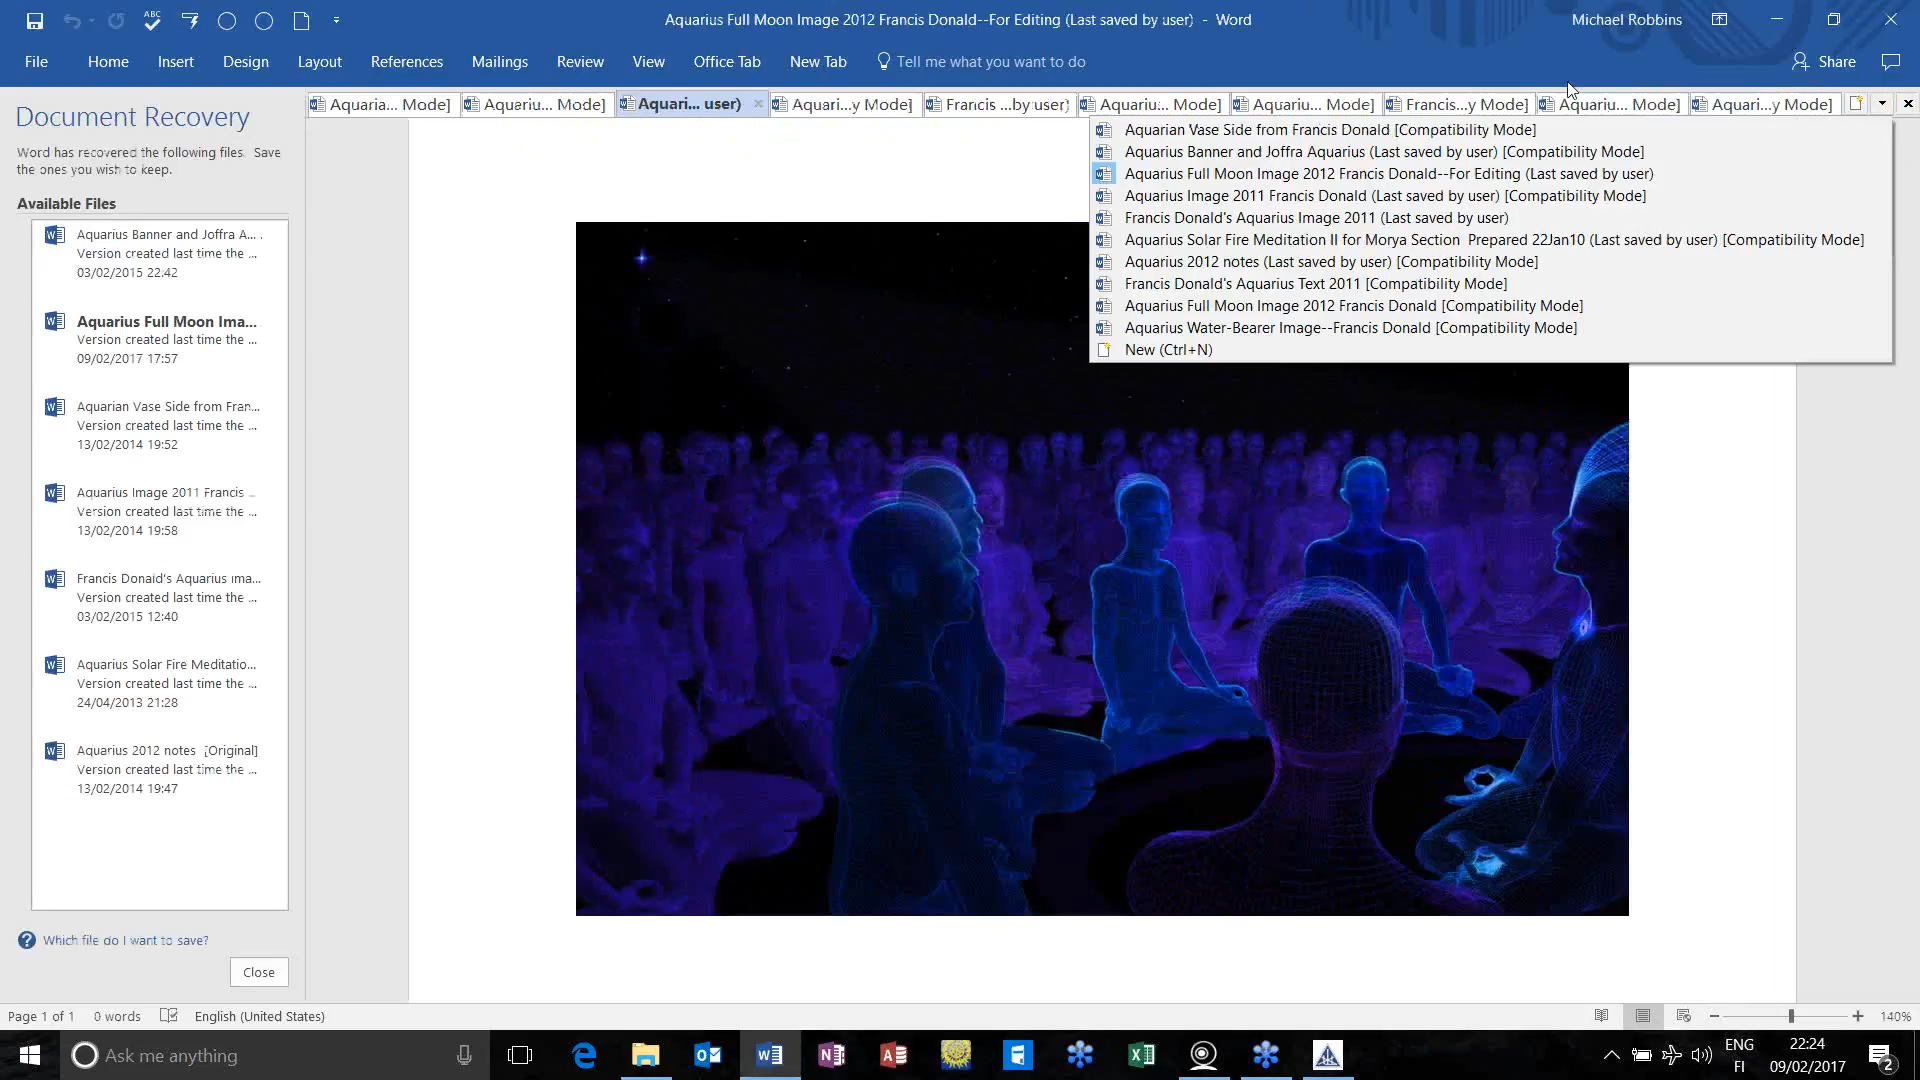 ABC
Aquarius Full Moon Image 2012 Francis Donald--For Editing (Last saved by user) - Word
Michael Robbins
File Home Insert Design Layout References Mailings Review View Office Tab New Tab Tell me what you want to do
Share
Aquaria... Mode] Aquariu... Mode] Aquari... user) Aquari...y Mode] Francis ...by user) Aquariu... Mode] Aquariu... Mode] Francis...y Mode] Aquariu... Mode] Aquari...y Mode]
Document Recovery
Word has recovered the following files. Save
the ones you wish to keep.
Available Files
Aquarius Banner and Joffra A...
Version created last time the ...
03/02/2015 22:42
Aquarius Full Moon Ima...
Version created last time the ...
09/02/2017 17:57
Aquarian Vase Side from Fran...
Version created last time the ...
13/02/2014 19:52
Aquarius Image 2011 Francis ...
Version created last time the ...
13/02/2014 19:58
Francis Donald's Aquarius Ima...
Version created last time the ...
03/02/2015 12:40
Aquarius Solar Fire Meditatio...
Version created last time the ...
24/04/2013 21:28
Aquarius 2012 notes [Original]
Version created last time the ...
13/02/2014 19:47
Which file do I want to save?
Close
Aquarian Vase Side from Francis Donald [Compatibility Mode]
Aquarius Banner and Joffra Aquarius (Last saved by user) [Compatibility Mode]
Aquarius Full Moon Image 2012 Francis Donald--For Editing (Last saved by user)
Aquarius Image 2011 Francis Donald (Last saved by user) [Compatibility Mode]
Francis Donald's Aquarius Image 2011 (Last saved by user)
Aquarius Solar Fire Meditation II for Morya Section Prepared 22Jan10 (Last saved by user) [Compatibility Mode]
Aquarius 2012 notes (Last saved by user) [Compatibility Mode]
Francis Donald's Aquarius Text 2011 [Compatibility Mode]
Aquarius Full Moon Image 2012 Francis Donald [Compatibility Mode]
Aquarius Water-Bearer Image--Francis Donald [Compatibility Mode]
New (Ctrl+N)
Page 1 of 1 0 words English (United States)
140%
Ask me anything
ENG
FI
22:24
09/02/2017
2